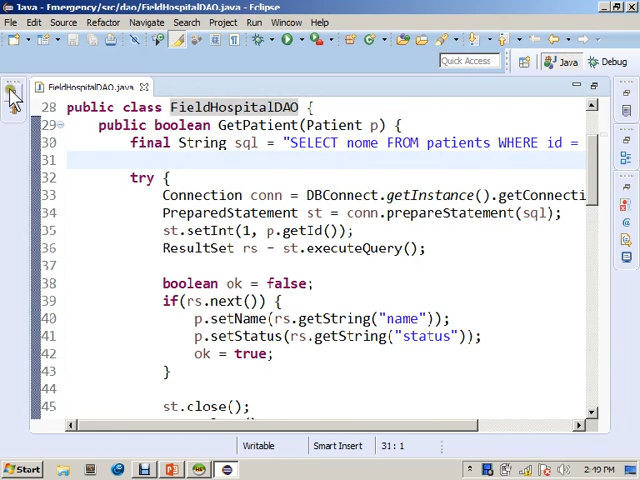 Java - Emergency/src/dao/FieldHospitalDAO.java - Eclipse
File Edit Source Refactor Navigate Search Project Run Window Help
Quick Access Java Debug
FieldHospitalDAO.java
28 public class FieldHospitalDAO {
29 public boolean GetPatient(Patient p) {
30 final String sql = "SELECT nome FROM patients WHERE id =
31
32 try {
33 Connection conn = DBConnect.getInstance().getConnecti
34 PreparedStatement st = conn.prepareStatement(sql);
35 st.setInt(1, p.getId());
36 ResultSet rs - st.executeQuery();
37
38 boolean ok = false;
39 if(rs.next()) {
40 p.setName(rs.getString("name"));
41 p.setStatus(rs.getString("status"));
42 ok = true;
43 }
44
45 st.close();
Writable Smart Insert 31 : 1
Start 2:49 PM